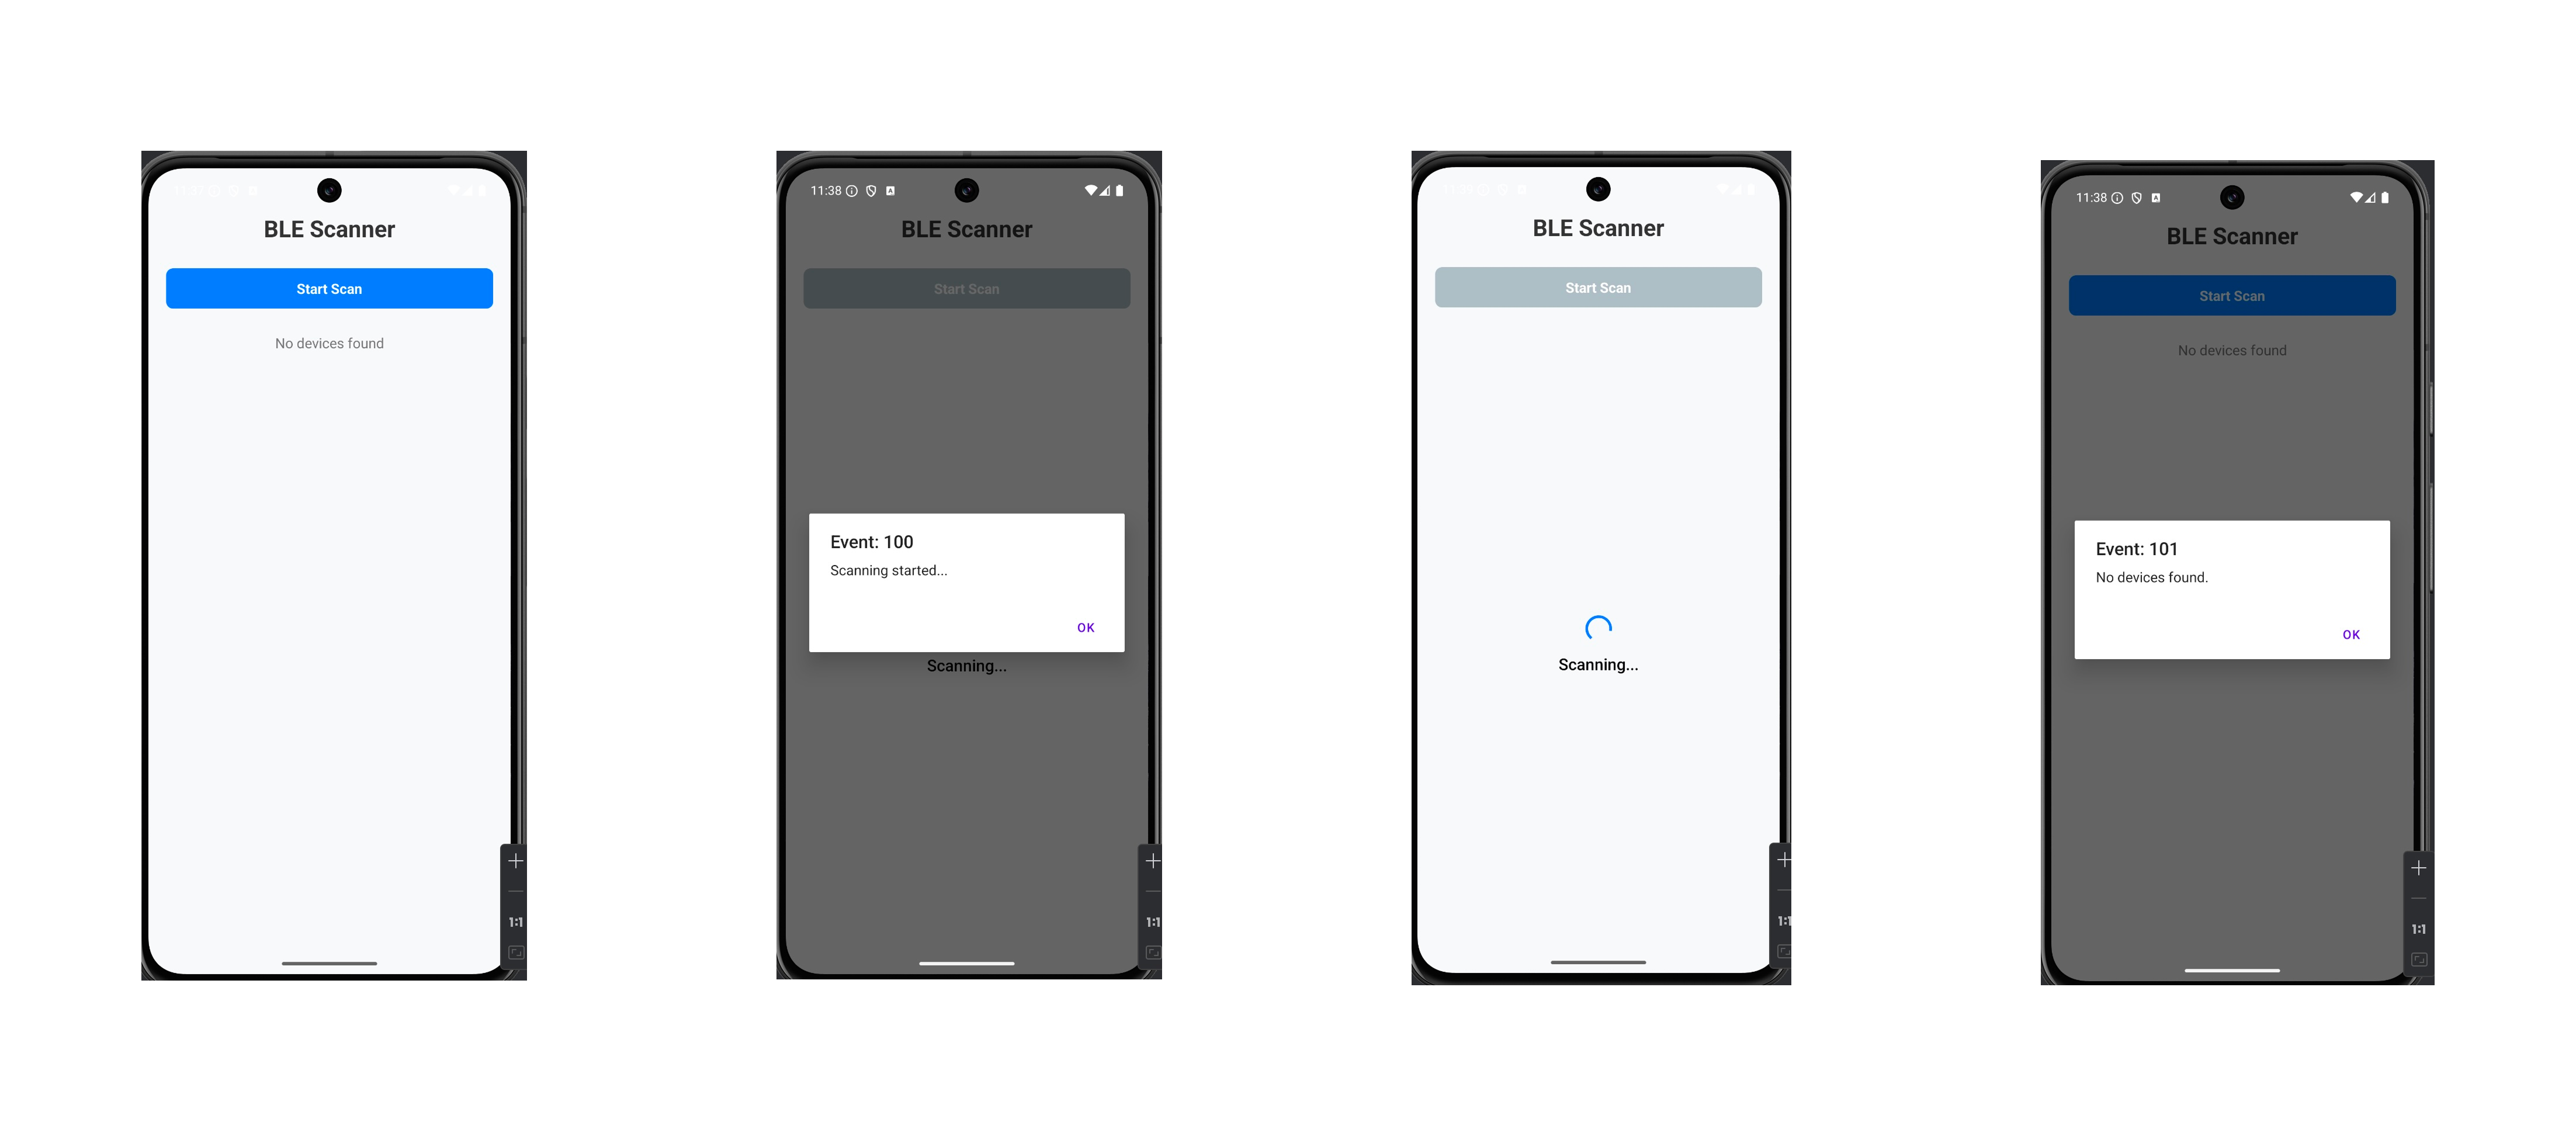 BLE Scanner
Start Scan
No devices found
1:1
11:38
BLE Scanner
Start Scan
Event: 100
Scanning started...
OK
Scanning...
1:1
BLE Scanner
Start Scan
Scanning...
1:1
11:38
BLE Scanner
Start Scan
No devices found
Event: 101
No devices found.
OK
1:1